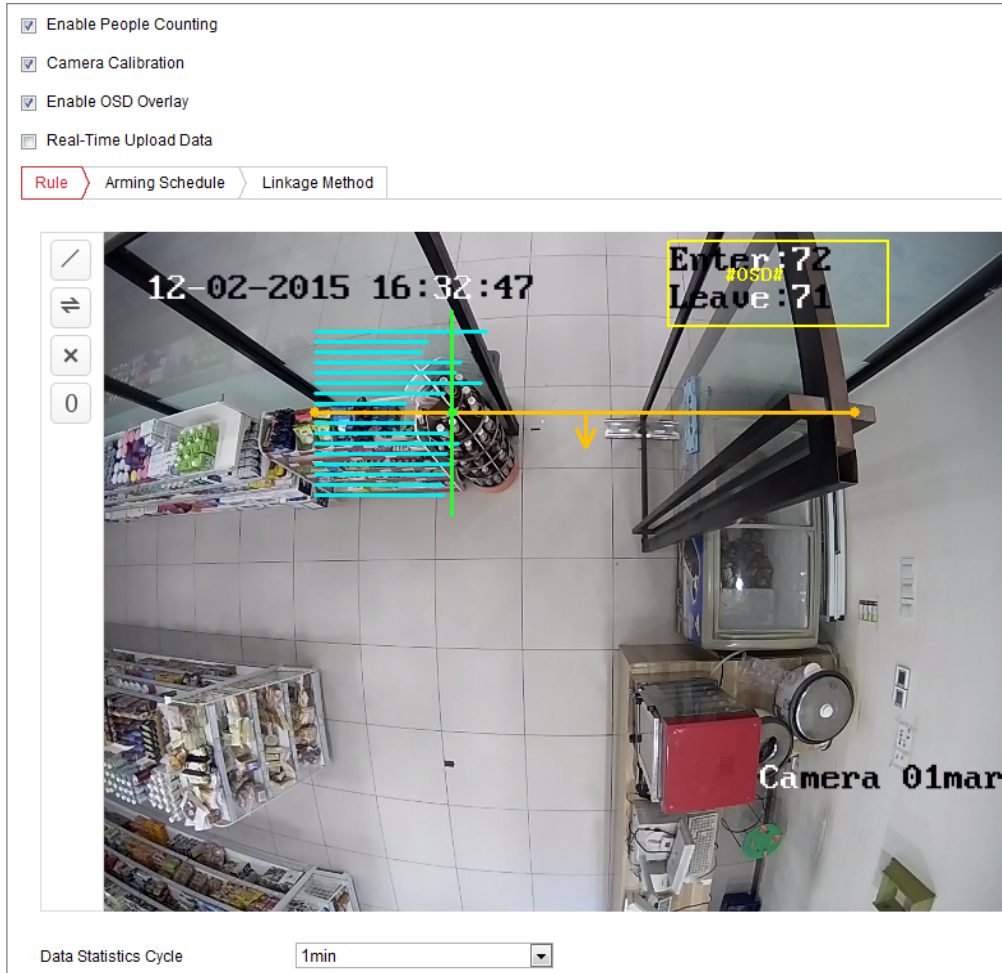 Enable People Counting
Camera Calibration
Enable OSD Overlay
Real-Time Upload Data
Rule Arming Schedule Linkage Method
12-02-2015 16:32:47
Enter:72
#OSD#
Leave:71
0
Camera 01mar
Data Statistics Cycle 1min